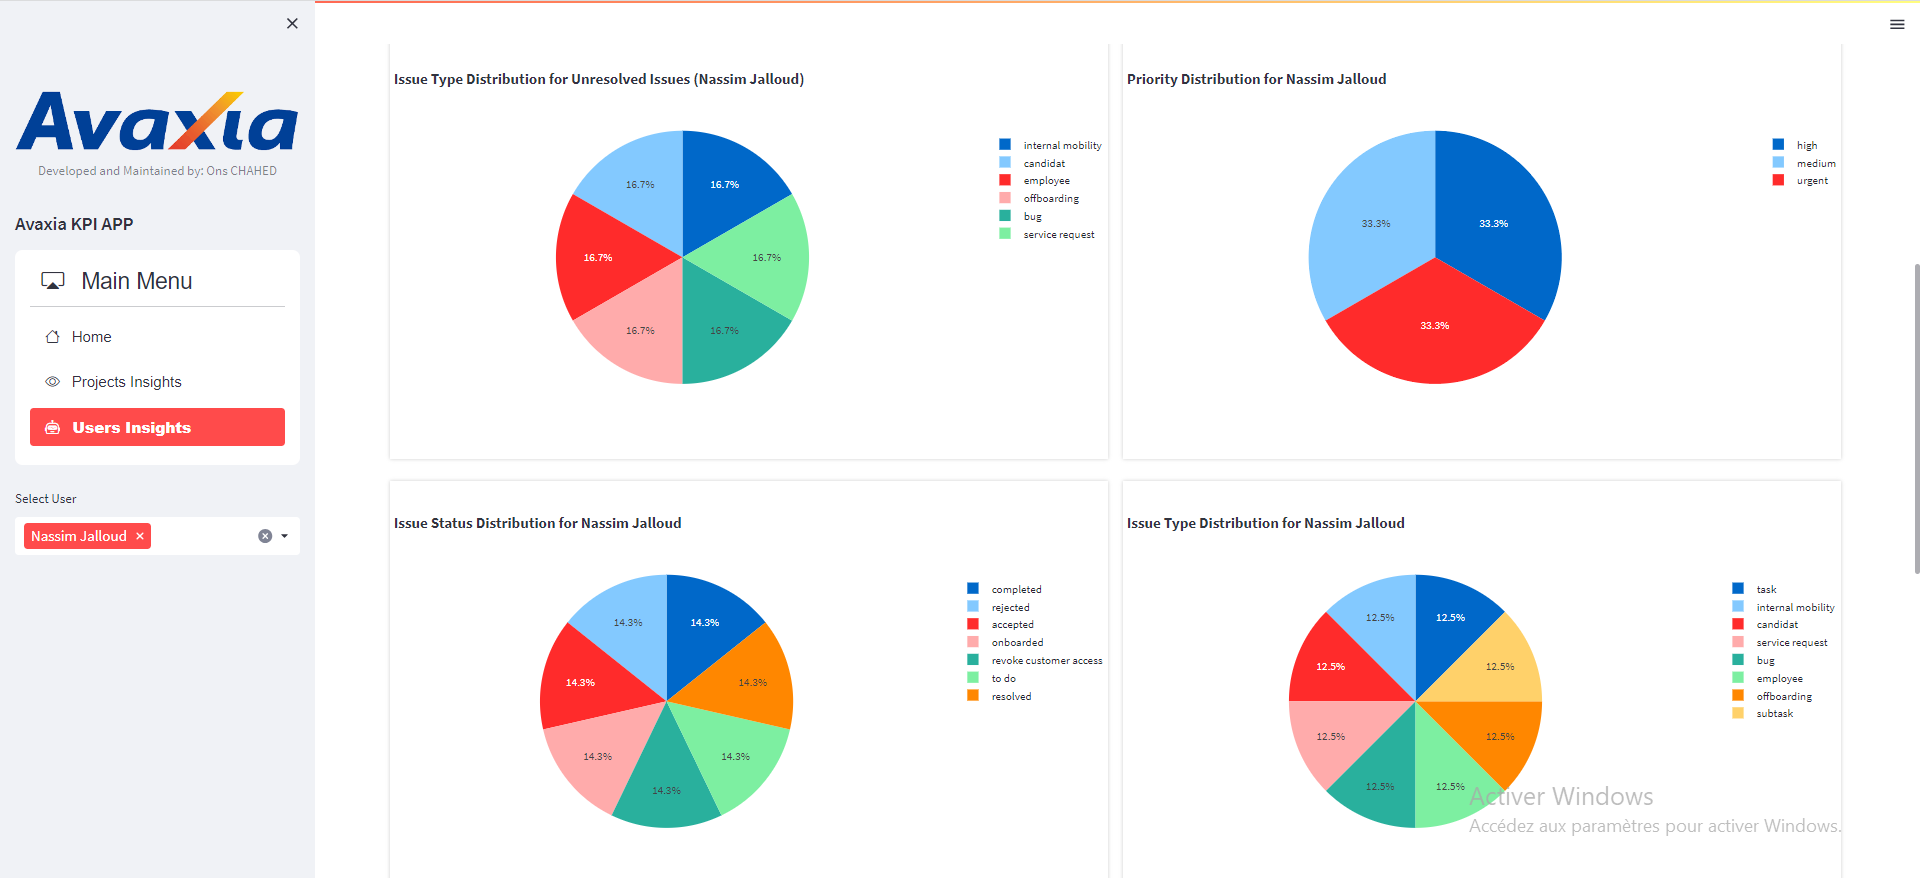 Avaxia
Developed and Maintained by: Ons CHAHED
Avaxia KPI APP
Main Menu
Home
Projects Insights
Users Insights
Select User
Nassim Jalloud
Issue Type Distribution for Unresolved Issues (Nassim Jalloud)
16.7%
16.7%
16.7%
16.7%
16.7%
16.7%
internal mobility
candidat
employee
offboarding
bug
service request
Priority Distribution for Nassim Jalloud
33.3%
33.3%
33.3%
high
medium
urgent
Issue Status Distribution for Nassim Jalloud
14.3%
14.3%
14.3%
14.3%
14.3%
14.3%
14.3%
completed
rejected
accepted
onboarded
revoke customer access
to do
resolved
Issue Type Distribution for Nassim Jalloud
12.5%
12.5%
12.5%
12.5%
12.5%
12.5%
12.5%
12.5%
task
internal mobility
candidat
service request
bug
employee
offboarding
subtask
Activer Windows
Accédez aux paramètres pour activer Windows.